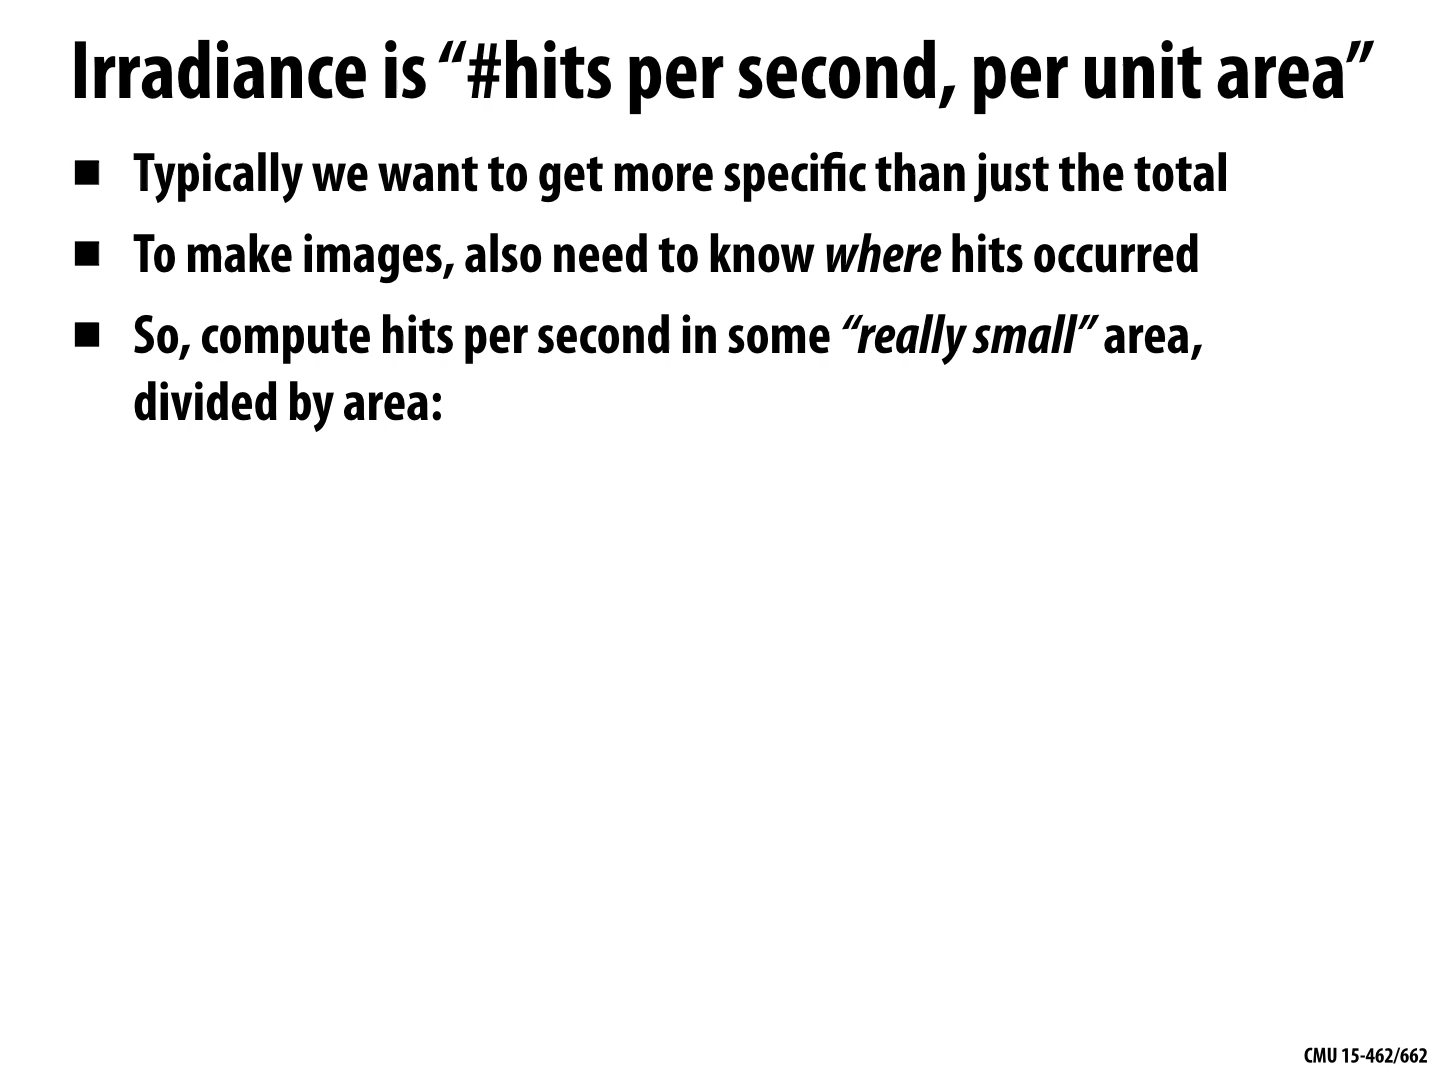 Irradiance is “#hits per second, per unit area”
■ Typically we want to get more specific than just the total
■ To make images, also need to know where hits occurred
■ So, compute hits per second in some “really small” area,
divided by area:
CMU 15-462/662